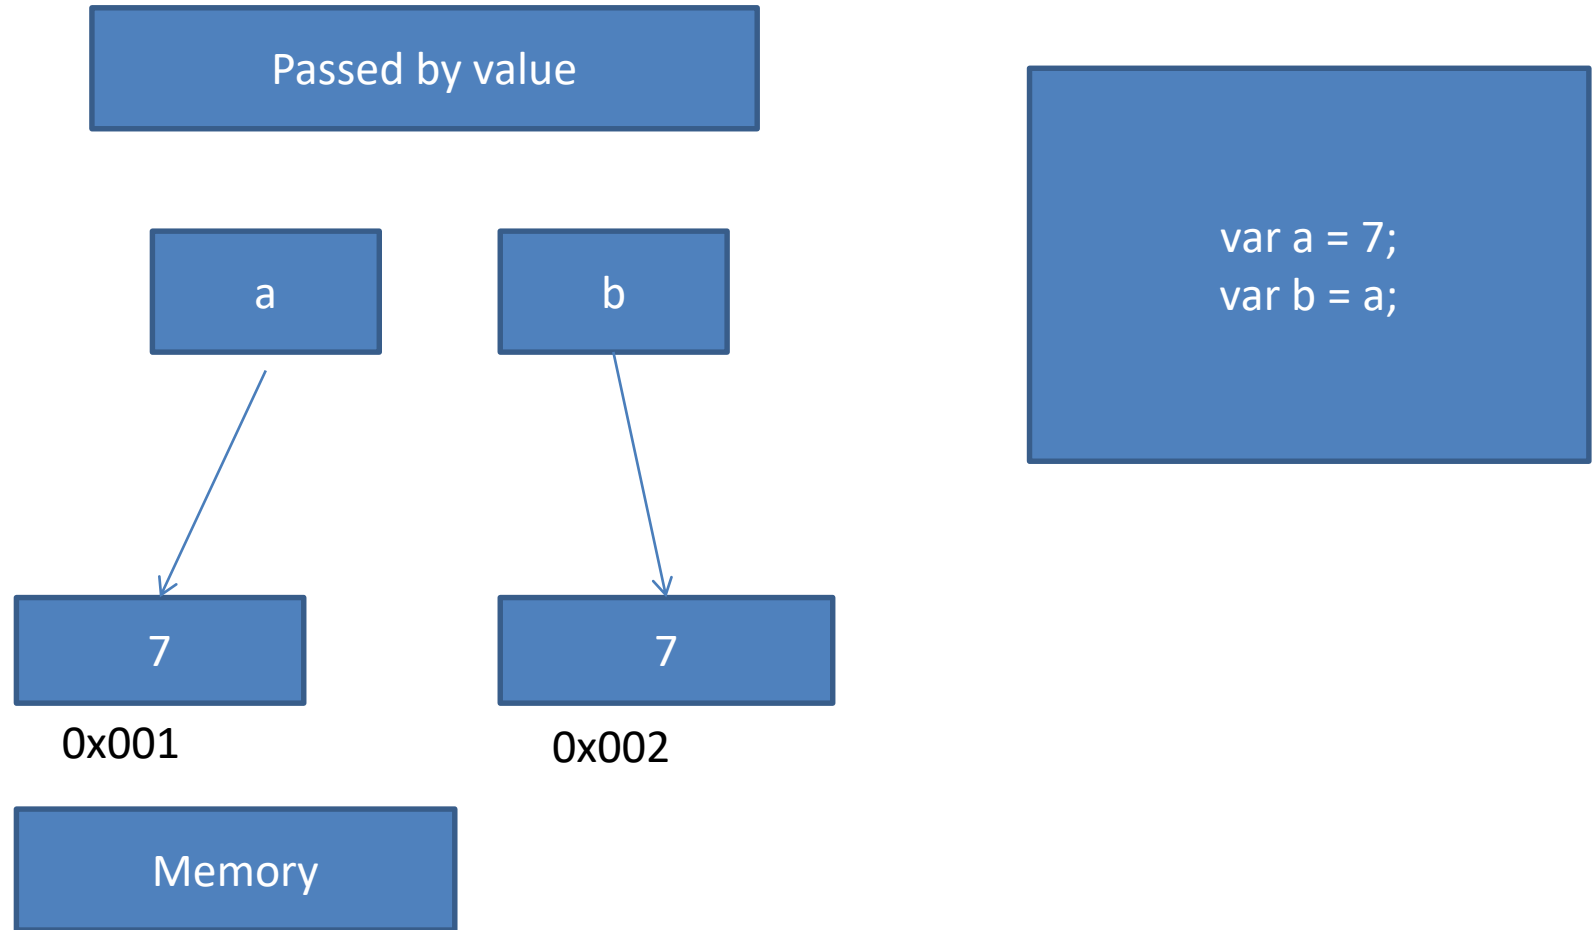 Passed by value
a
b
var a = 7;
var b = a;
7
7
0x001
0x002
Memory